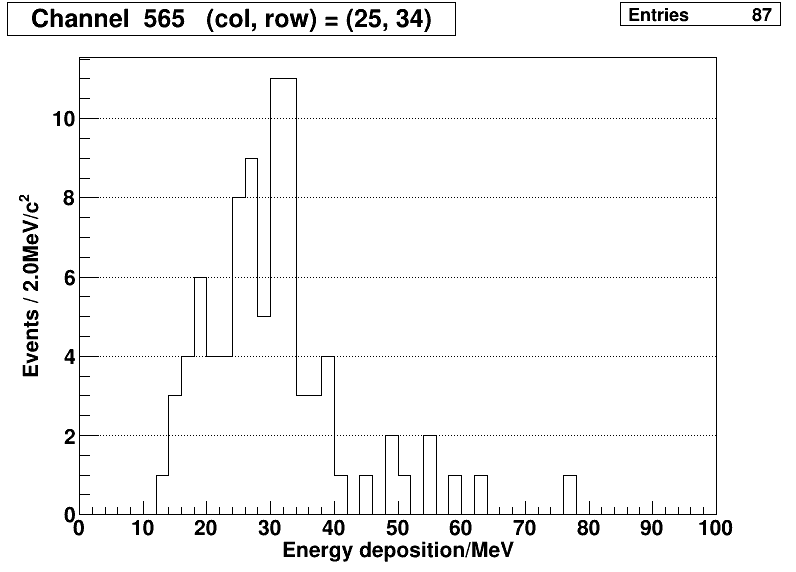 Channel  565   (col, row) = (25, 34)
Entries 87
Events / 2.0MeV/c²
10
8
6
4
2
0
0 10 20 30 40 50 60 70 80 90 100
Energy deposition/MeV